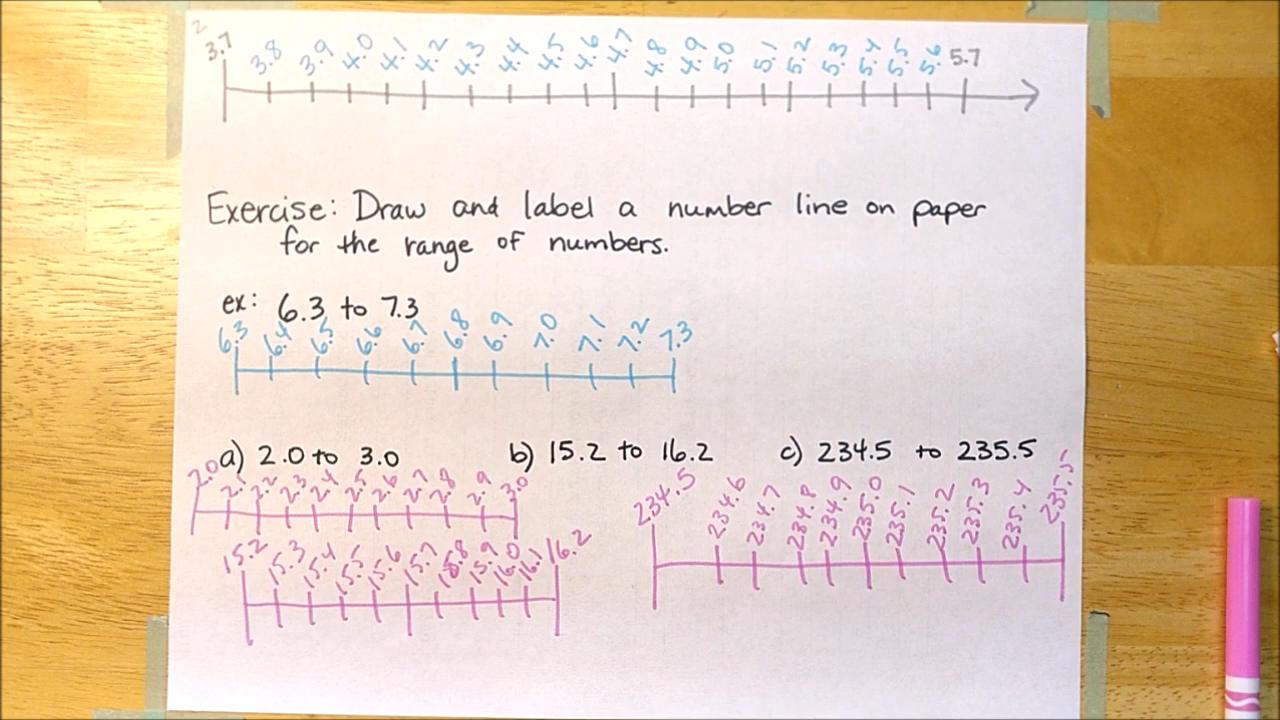 2
3.7 3.8 3.9 4.0 4.1 4.2 4.3 4.4 4.5 4.6 4.7 4.8 4.9 5.0 5.1 5.2 5.3 5.4 5.5 5.6 5.7
Exercise: Draw and label a number line on paper
for the range of numbers.
ex: 6.3 to 7.3
6.3 6.4 6.5 6.6 6.7 6.8 6.9 7.0 7.1 7.2 7.3
a) 2.0 to 3.0 b) 15.2 to 16.2 c) 234.5 to 235.5
2.0 2.1 2.2 2.3 2.4 2.5 2.6 2.7 2.8 2.9 3.0
234.5 234.6 234.7 234.8 234.9 235.0 235.1 235.2 235.3 235.4 235.5
15.2 15.3 15.4 15.5 15.6 15.7 15.8 15.9 16.0 16.1 16.2